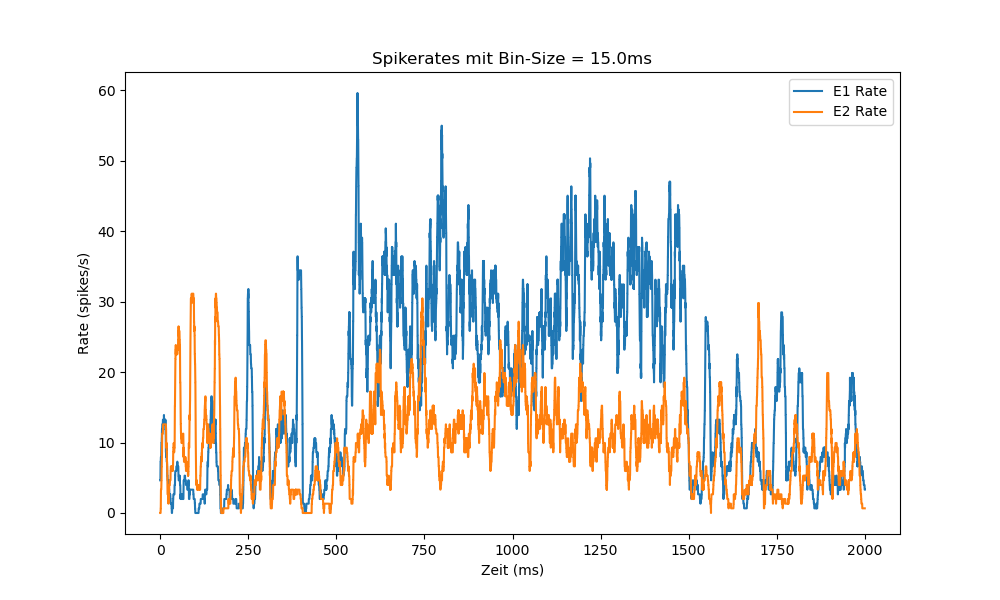 Spikerates mit Bin-Size = 15.0ms
E1 Rate
E2 Rate
60
50
40
30
20
10
0
Rate (spikes/s)
0 250 500 750 1000 1250 1500 1750 2000
Zeit (ms)